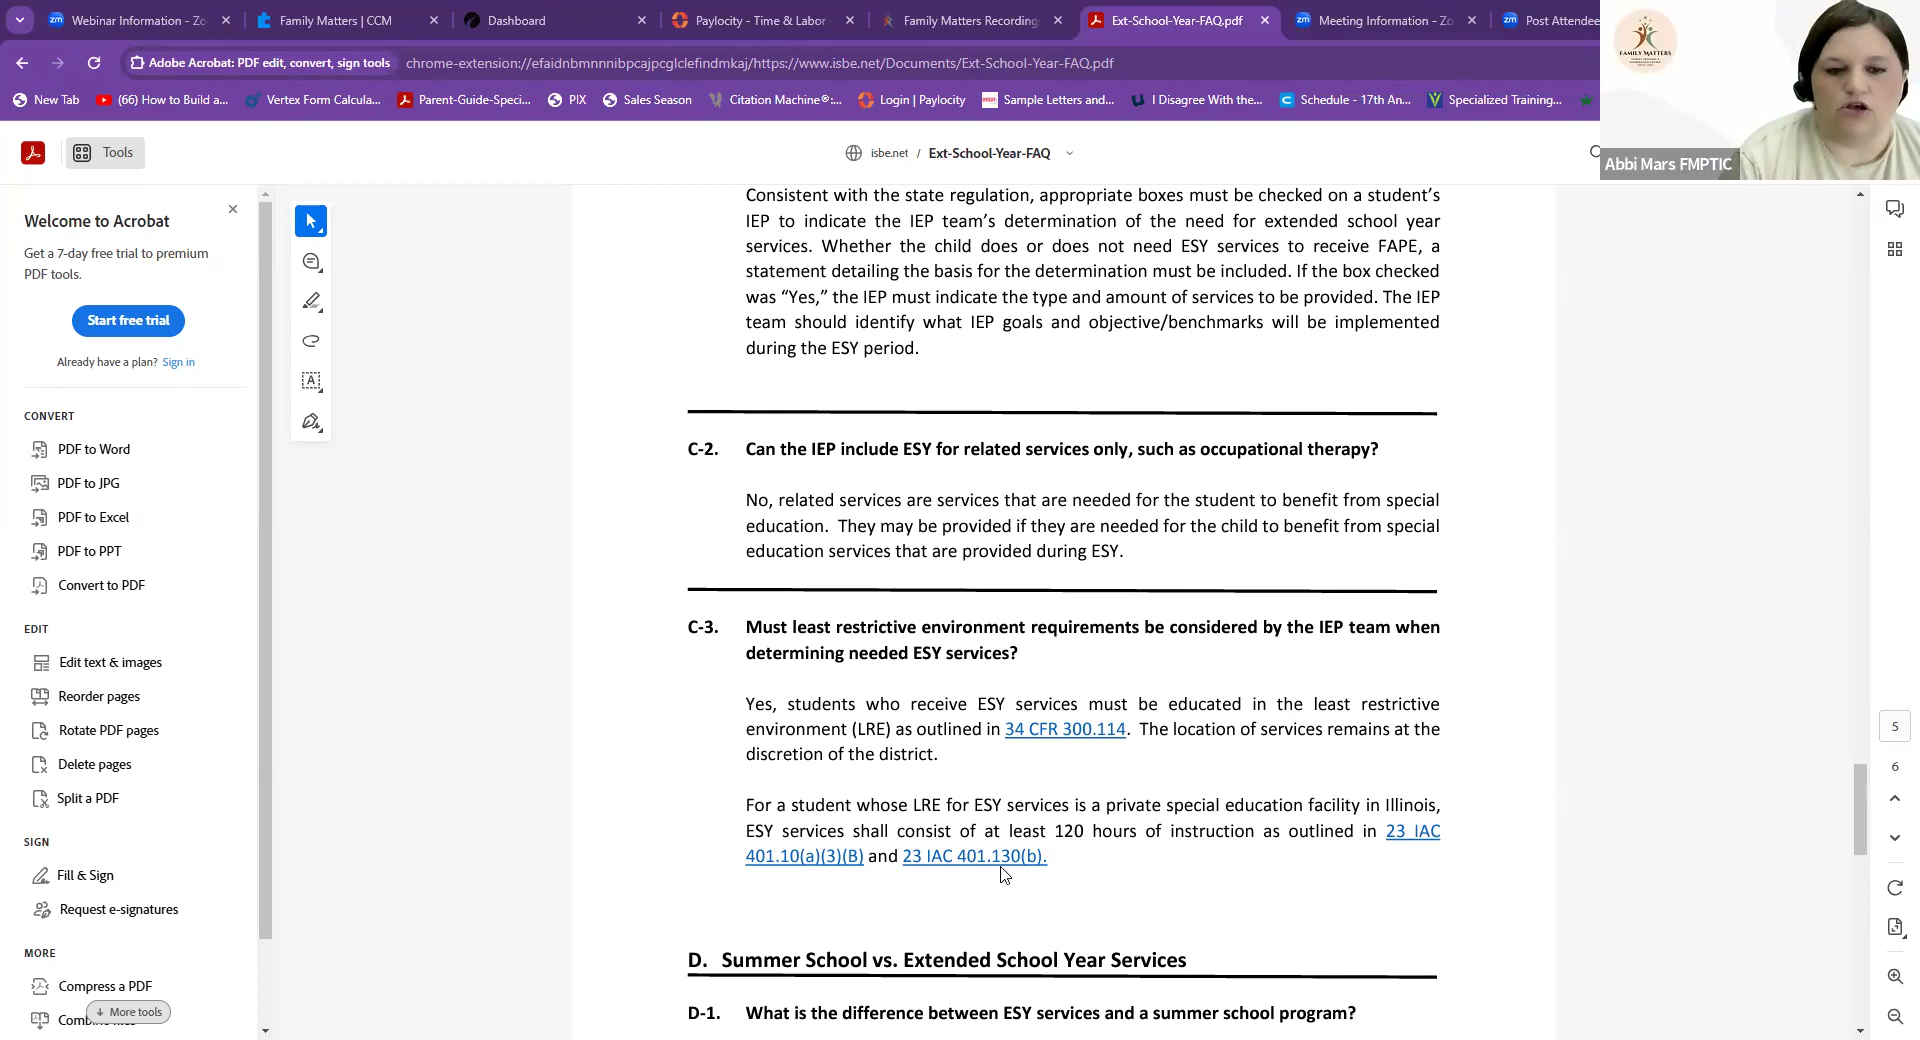 Webinar Information - Zo
Family Matters | CCM
Dashboard
Paylocity - Time & Labor
Family Matters Recording
Ext-School-Year-FAQ.pdf
Meeting Information - Zo
Post Attendee
Adobe Acrobat: PDF edit, convert, sign tools
chrome-extension://efaidnbmnnnibpcajpcglclefindmkaj/https://www.isbe.net/Documents/Ext-School-Year-FAQ.pdf
New Tab
(66) How to Build a...
Vertex Form Calcula...
Parent-Guide-Speci...
PIX
Sales Season
Citation Machine®:...
Login | Paylocity
Sample Letters and...
I Disagree With the...
Schedule - 17th An...
Specialized Training...
FAMILY MATTERS
Abbi Mars FMPTIC
Tools
isbe.net / Ext-School-Year-FAQ
Welcome to Acrobat
Get a 7-day free trial to premium
PDF tools.
Start free trial
Already have a plan? Sign in
CONVERT
PDF to Word
PDF to JPG
PDF to Excel
PDF to PPT
Convert to PDF
EDIT
Edit text & images
Reorder pages
Rotate PDF pages
Delete pages
Split a PDF
SIGN
Fill & Sign
Request e-signatures
MORE
Compress a PDF
More tools
Consistent with the state regulation, appropriate boxes must be checked on a student's
IEP to indicate the IEP team's determination of the need for extended school year
services. Whether the child does or does not need ESY services to receive FAPE, a
statement detailing the basis for the determination must be included. If the box checked
was “Yes,” the IEP must indicate the type and amount of services to be provided. The IEP
team should identify what IEP goals and objective/benchmarks will be implemented
during the ESY period.
C-2. Can the IEP include ESY for related services only, such as occupational therapy?
No, related services are services that are needed for the student to benefit from special
education. They may be provided if they are needed for the child to benefit from special
education services that are provided during ESY.
C-3. Must least restrictive environment requirements be considered by the IEP team when
determining needed ESY services?
Yes, students who receive ESY services must be educated in the least restrictive
environment (LRE) as outlined in 34 CFR 300.114. The location of services remains at the
discretion of the district.
For a student whose LRE for ESY services is a private special education facility in Illinois,
ESY services shall consist of at least 120 hours of instruction as outlined in 23 IAC
401.10(a)(3)(B) and 23 IAC 401.130(b).
D. Summer School vs. Extended School Year Services
D-1. What is the difference between ESY services and a summer school program?
5
6